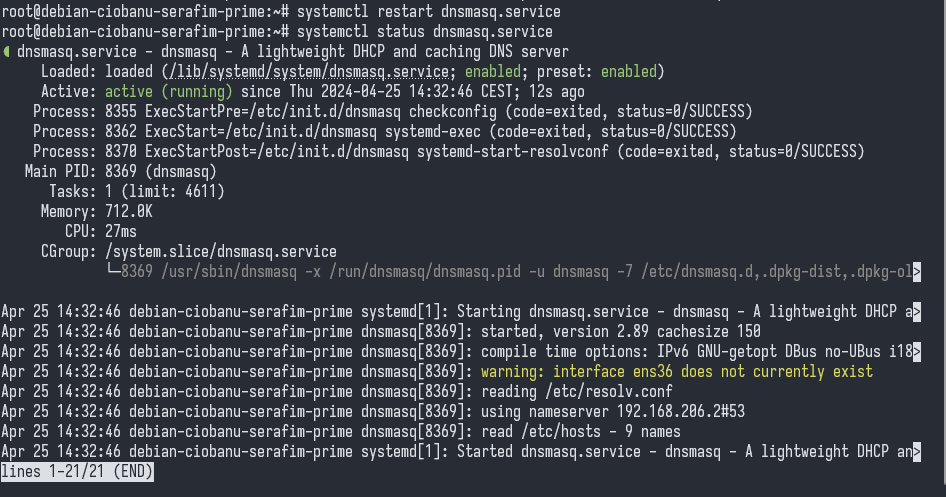 root@debian-ciobanu-serafim-prime:~# systemctl restart dnsmasq.service
root@debian-ciobanu-serafim-prime:~# systemctl status dnsmasq.service
dnsmasq.service - dnsmasq - A lightweight DHCP and caching DNS server
Loaded: loaded (/lib/systemd/system/dnsmasq.service; enabled; preset: enabled)
Active: active (running) since Thu 2024-04-25 14:32:46 CEST; 12s ago
Process: 8355 ExecStartPre=/etc/init.d/dnsmasq checkconfig (code=exited, status=0/SUCCESS)
Process: 8362 ExecStart=/etc/init.d/dnsmasq systemd-exec (code=exited, status=0/SUCCESS)
Process: 8370 ExecStartPost=/etc/init.d/dnsmasq systemd-start-resolvconf (code=exited, status=0/SUCCESS)
Main PID: 8369 (dnsmasq)
Tasks: 1 (limit: 4611)
Memory: 712.0K
CPU: 27ms
CGroup: /system.slice/dnsmasq.service
└─8369 /usr/sbin/dnsmasq -x /run/dnsmasq/dnsmasq.pid -u dnsmasq -7 /etc/dnsmasq.d,.dpkg-dist,.dpkg-ol>
Apr 25 14:32:46 debian-ciobanu-serafim-prime systemd[1]: Starting dnsmasq.service - dnsmasq - A lightweight DHCP a>
Apr 25 14:32:46 debian-ciobanu-serafim-prime dnsmasq[8369]: started, version 2.89 cachesize 150
Apr 25 14:32:46 debian-ciobanu-serafim-prime dnsmasq[8369]: compile time options: IPv6 GNU-getopt DBus no-UBus i18>
Apr 25 14:32:46 debian-ciobanu-serafim-prime dnsmasq[8369]: warning: interface ens36 does not currently exist
Apr 25 14:32:46 debian-ciobanu-serafim-prime dnsmasq[8369]: reading /etc/resolv.conf
Apr 25 14:32:46 debian-ciobanu-serafim-prime dnsmasq[8369]: using nameserver 192.168.206.2#53
Apr 25 14:32:46 debian-ciobanu-serafim-prime dnsmasq[8369]: read /etc/hosts - 9 names
Apr 25 14:32:46 debian-ciobanu-serafim-prime systemd[1]: Started dnsmasq.service - dnsmasq - A lightweight DHCP an>
lines 1-21/21 (END)